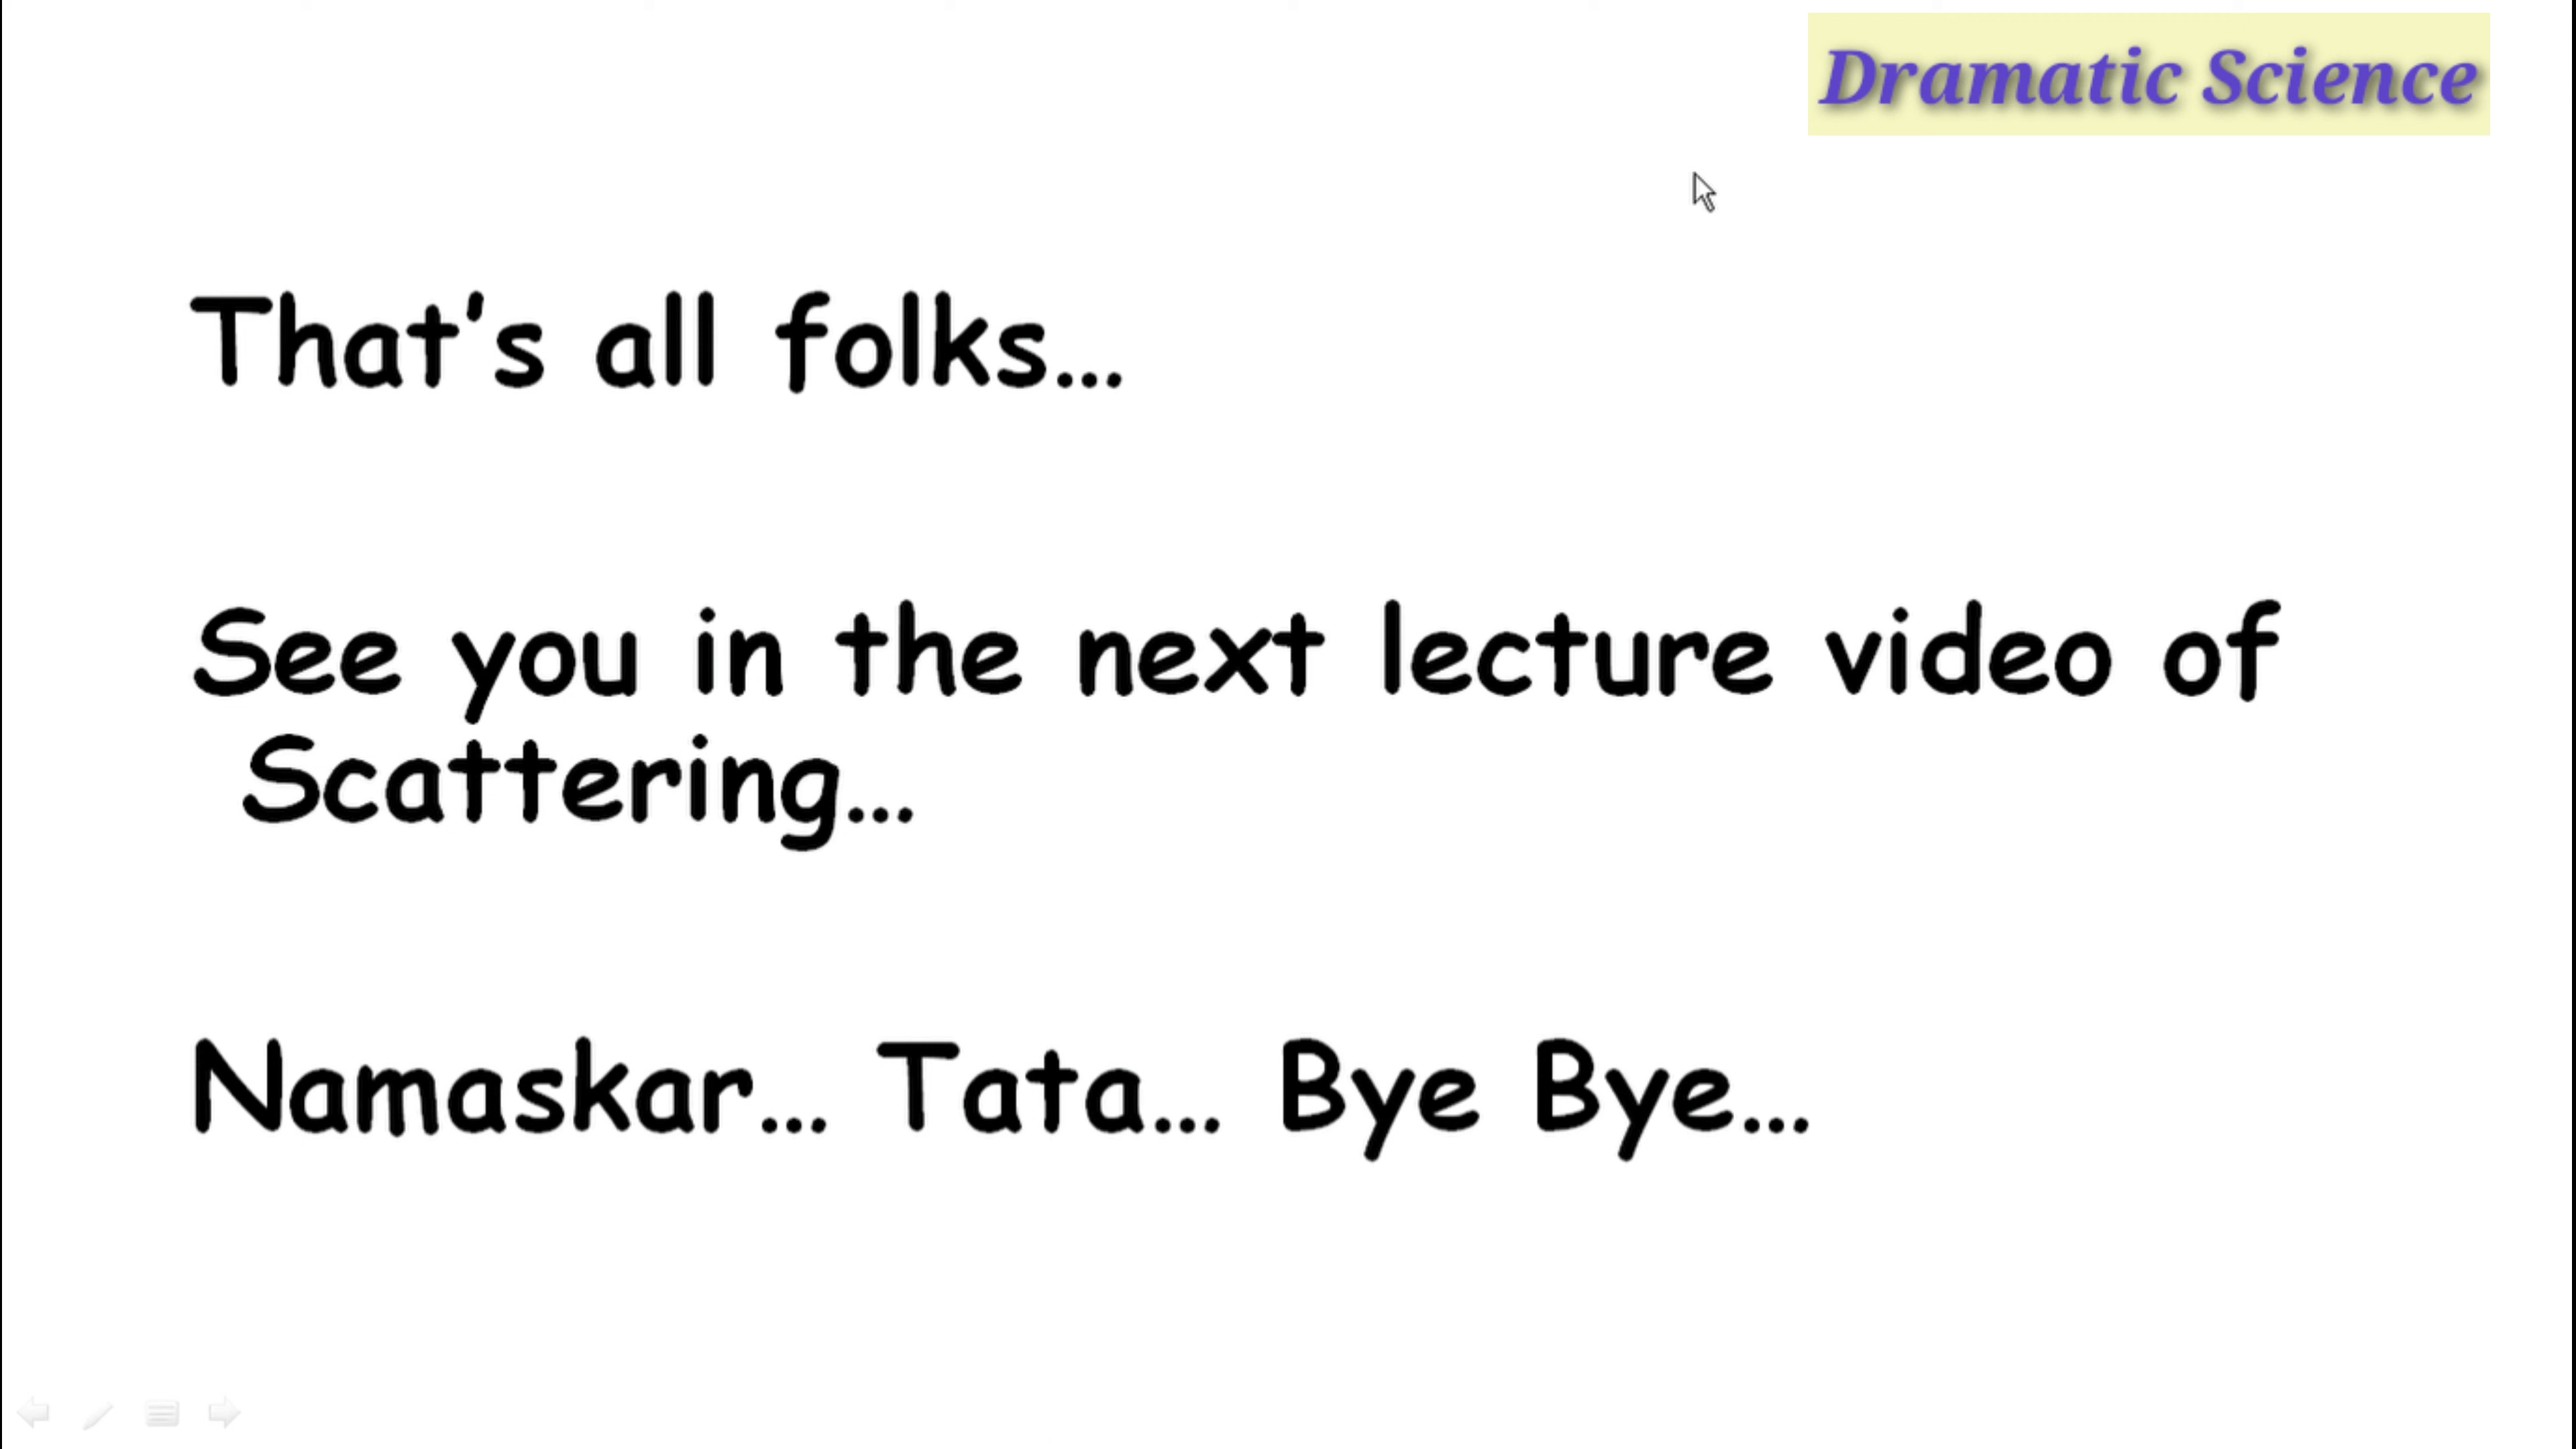 Dramatic Science
That's all folks...
See you in the next lecture video of
Scattering...
Namaskar... Tata... Bye Bye...